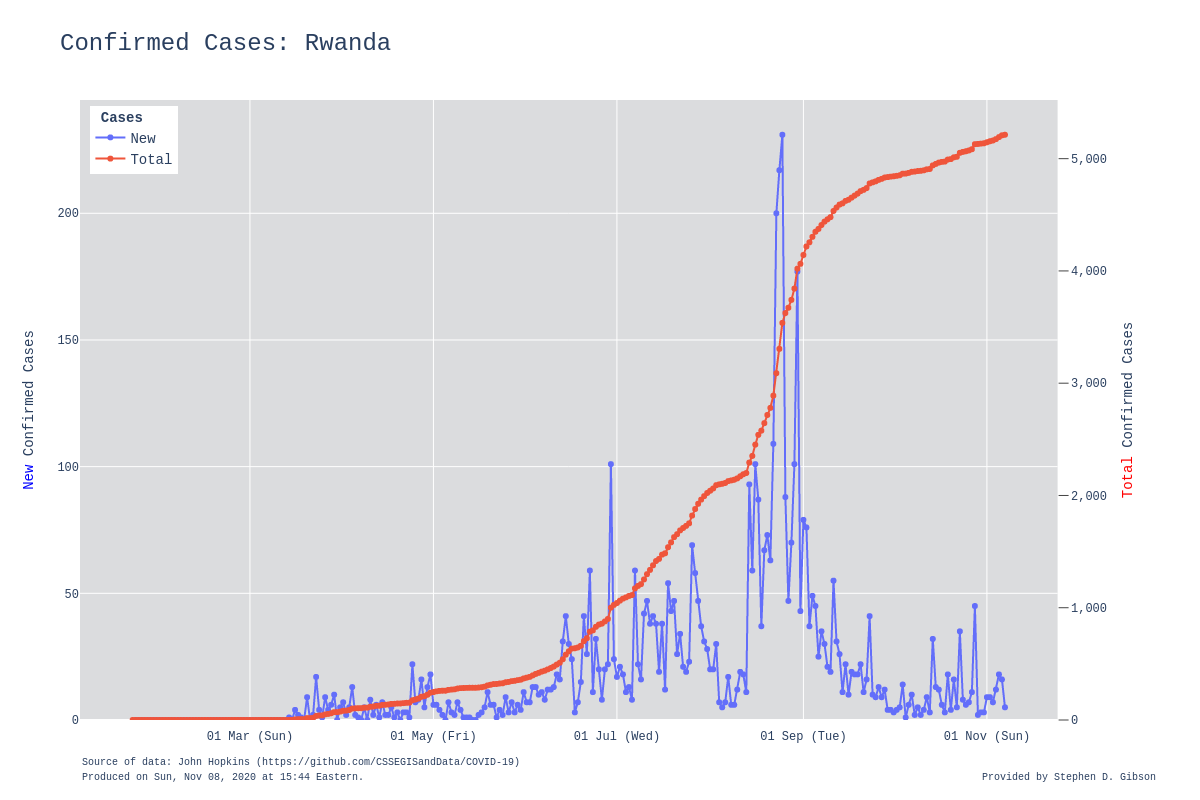 Confirmed Cases: Rwanda
Cases
New
Total
200
150
100
50
0
5,000
4,000
3,000
2,000
1,000
0
New Confirmed Cases
Total Confirmed Cases
01 Mar (Sun)
01 May (Fri)
01 Jul (Wed)
01 Sep (Tue)
01 Nov (Sun)
Source of data: John Hopkins (https://github.com/CSSEGISandData/COVID-19)
Produced on Sun, Nov 08, 2020 at 15:44 Eastern.
Provided by Stephen D. Gibson